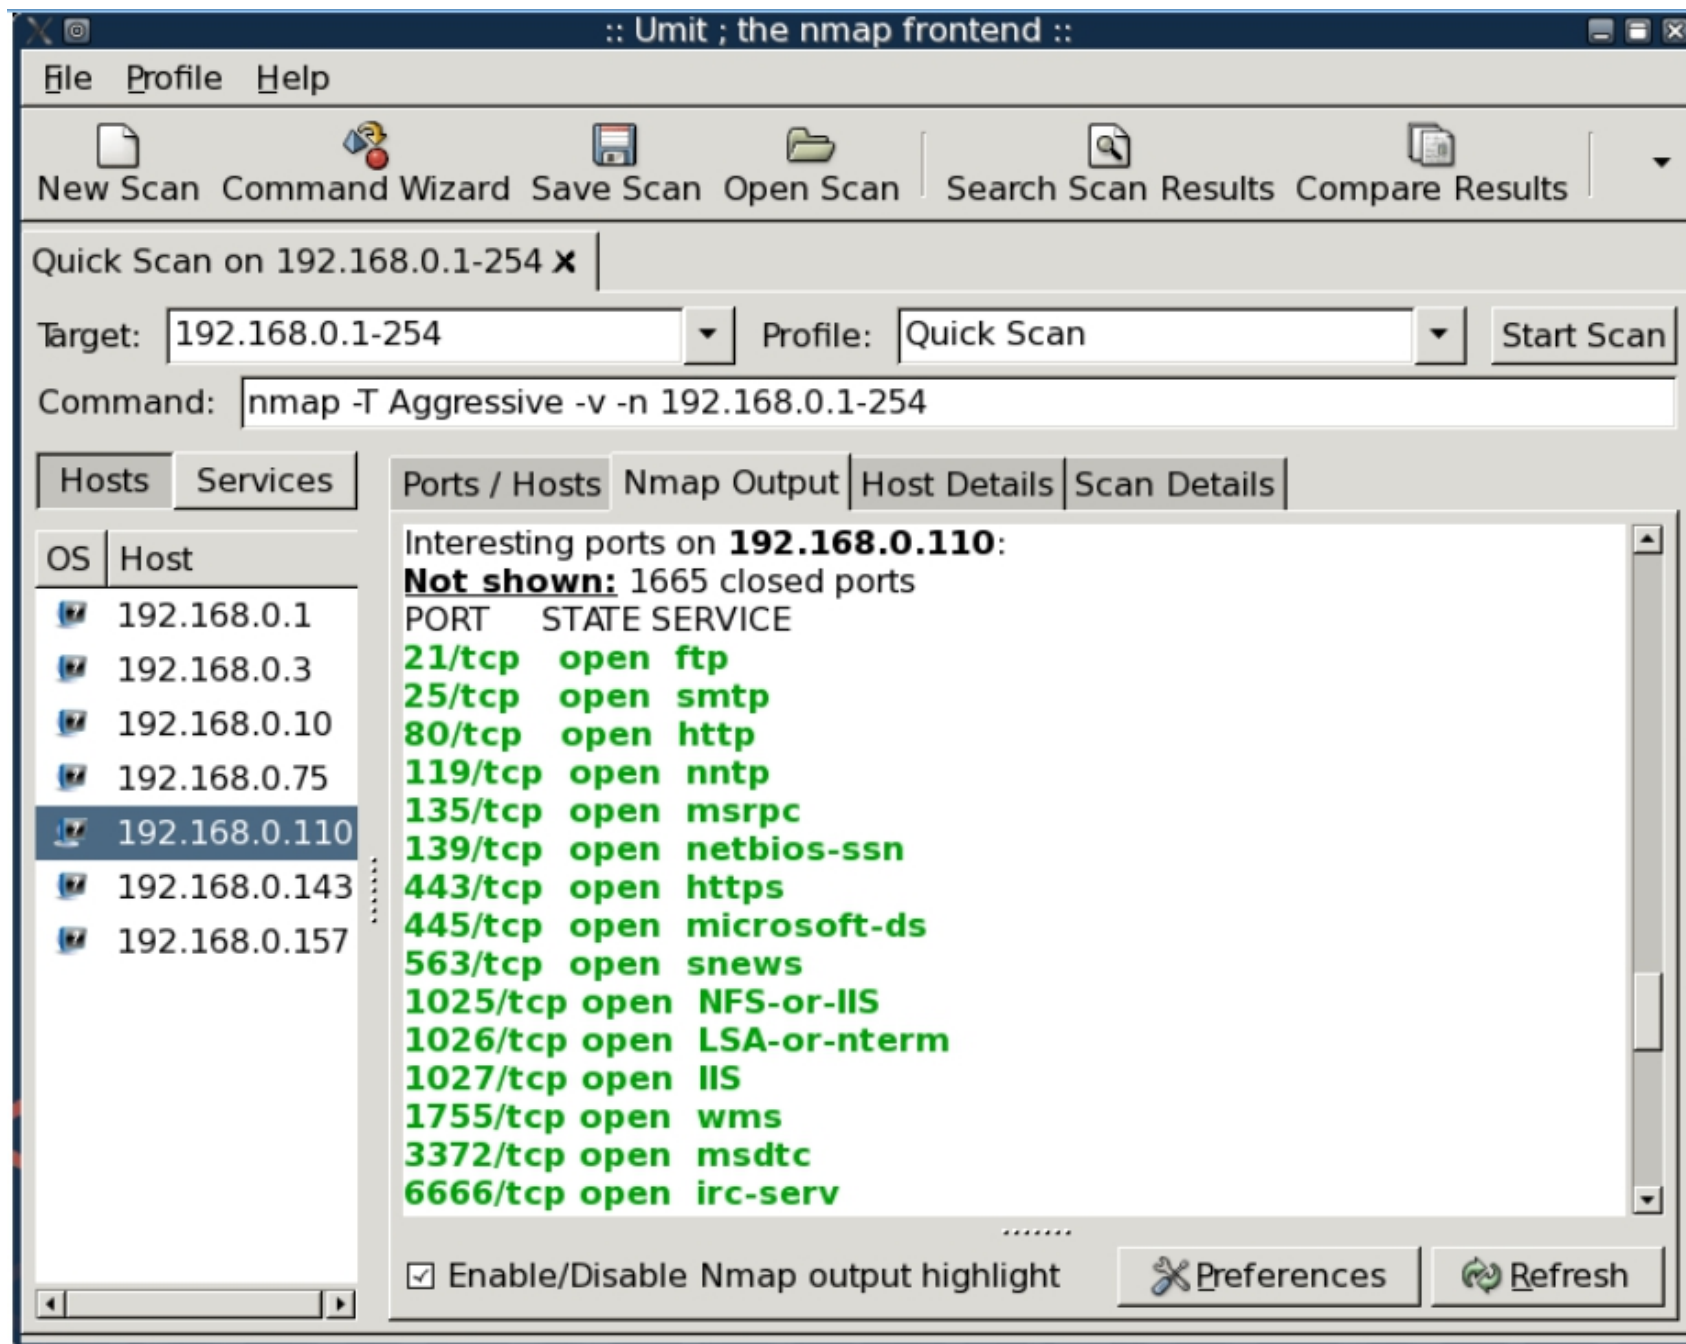 :: Umit ; the nmap frontend ::
File Profile Help
New Scan Command Wizard Save Scan Open Scan Search Scan Results Compare Results
Quick Scan on 192.168.0.1-254
Target: 192.168.0.1-254 Profile: Quick Scan Start Scan
Command: nmap -T Aggressive -v -n 192.168.0.1-254
Hosts Services
OS Host
192.168.0.1
192.168.0.3
192.168.0.10
192.168.0.75
192.168.0.110
192.168.0.143
192.168.0.157
Ports / Hosts Nmap Output Host Details Scan Details
Interesting ports on 192.168.0.110:
Not shown: 1665 closed ports
PORT STATE SERVICE
21/tcp open ftp
25/tcp open smtp
80/tcp open http
119/tcp open nntp
135/tcp open msrpc
139/tcp open netbios-ssn
443/tcp open https
445/tcp open microsoft-ds
563/tcp open snews
1025/tcp open NFS-or-IIS
1026/tcp open LSA-or-nterm
1027/tcp open IIS
1755/tcp open wms
3372/tcp open msdtc
6666/tcp open irc-serv
Enable/Disable Nmap output highlight Preferences Refresh